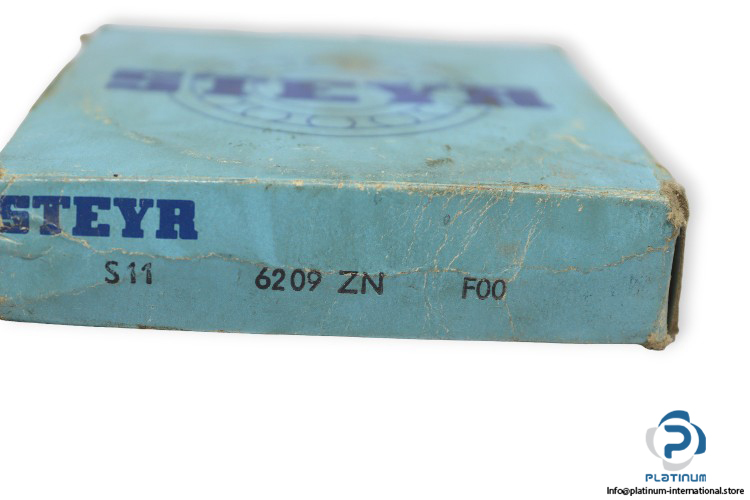 STEYR
STEYR
S11 6209 ZN F00
PLATINUM
Info@platinum-international.store